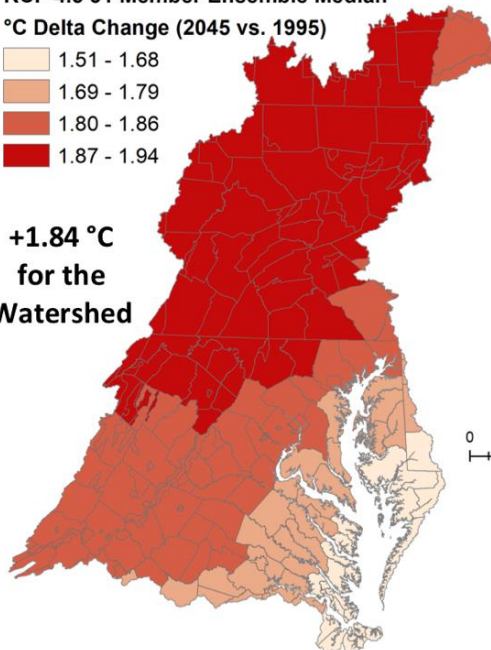 °C Delta Change (2045 vs. 1995)
1.51 - 1.68
1.69 - 1.79
1.80 - 1.86
1.87 - 1.94
+1.84 °C
for the
Watershed
0